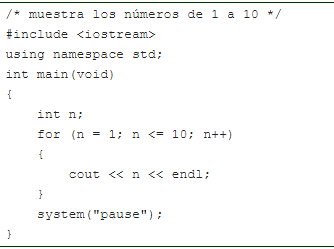 /* muestra los números de 1 a 10 */
#include <iostream>
using namespace std;
int main(void)
{
    int n;
    for (n = 1; n <= 10; n++)
    {
        cout << n << endl;
    }
    system("pause");
}